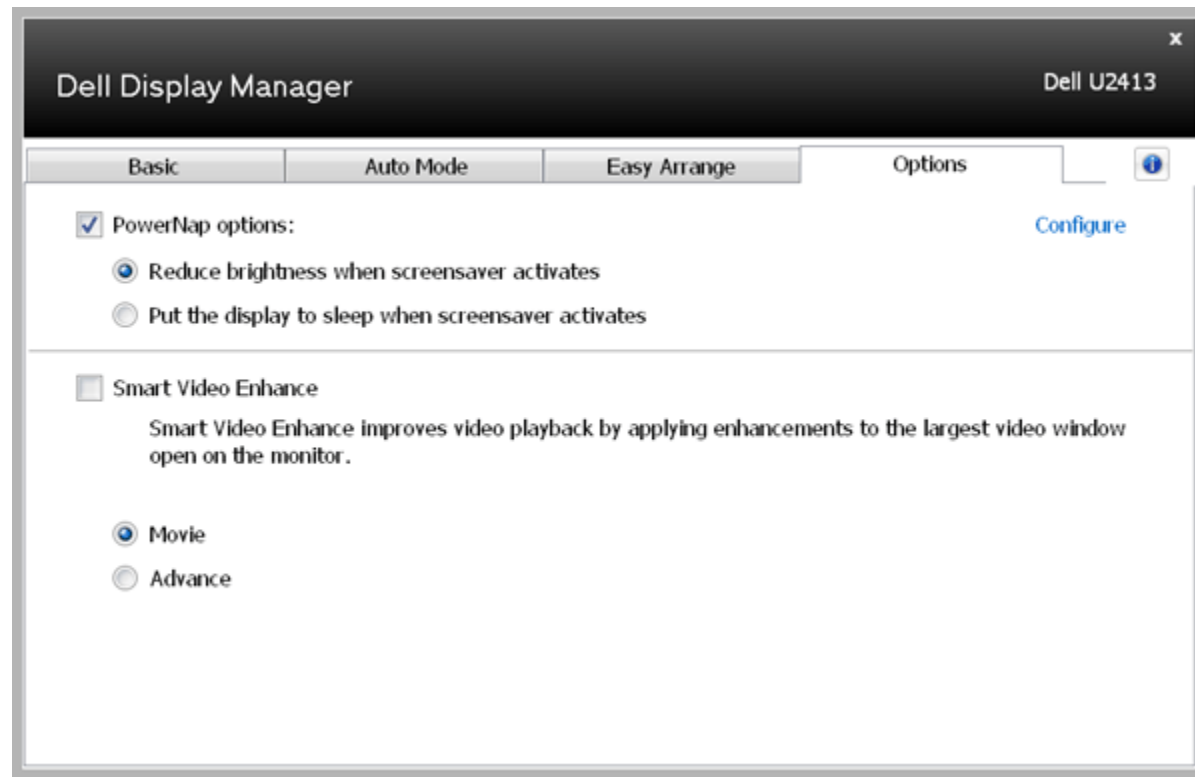 x
Dell Display Manager
Dell U2413
Basic
Auto Mode
Easy Arrange
Options
PowerNap options:
Configure
Reduce brightness when screensaver activates
Put the display to sleep when screensaver activates
Smart Video Enhance
Smart Video Enhance improves video playback by applying enhancements to the largest video window
open on the monitor.
Movie
Advance